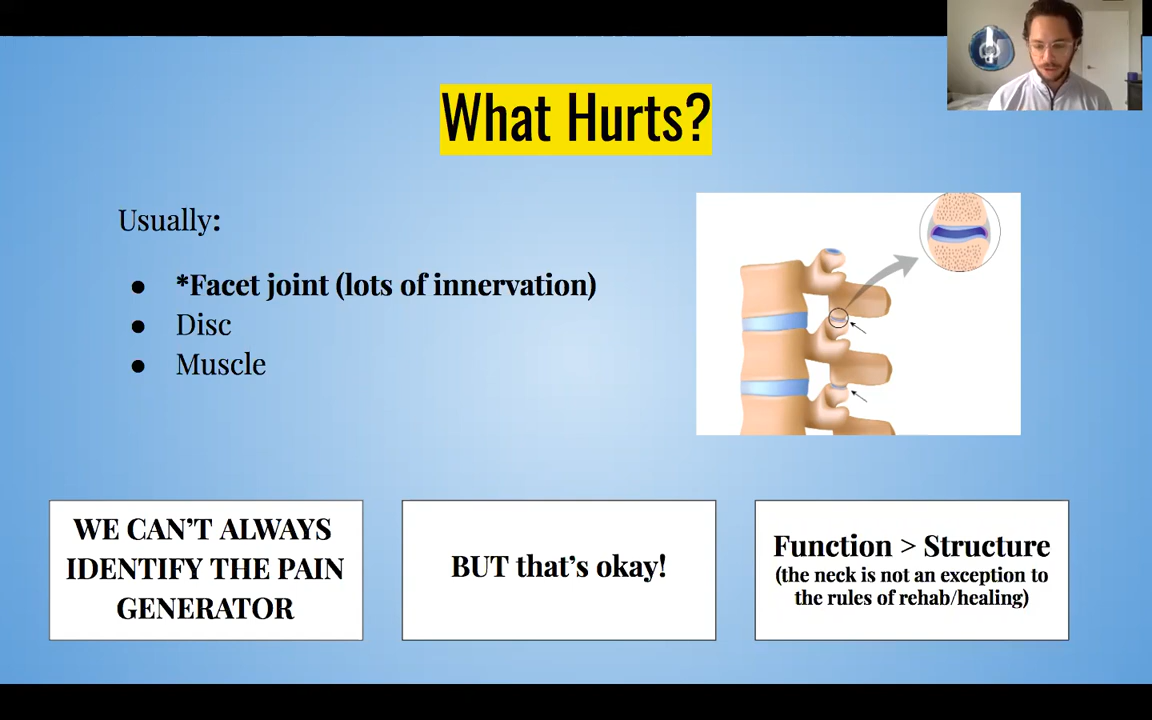 What Hurts?
Usually:
● *Facet joint (lots of innervation)
● Disc
● Muscle
WE CAN’T ALWAYS
IDENTIFY THE PAIN
GENERATOR
BUT that’s okay!
Function > Structure
(the neck is not an exception to
the rules of rehab/healing)